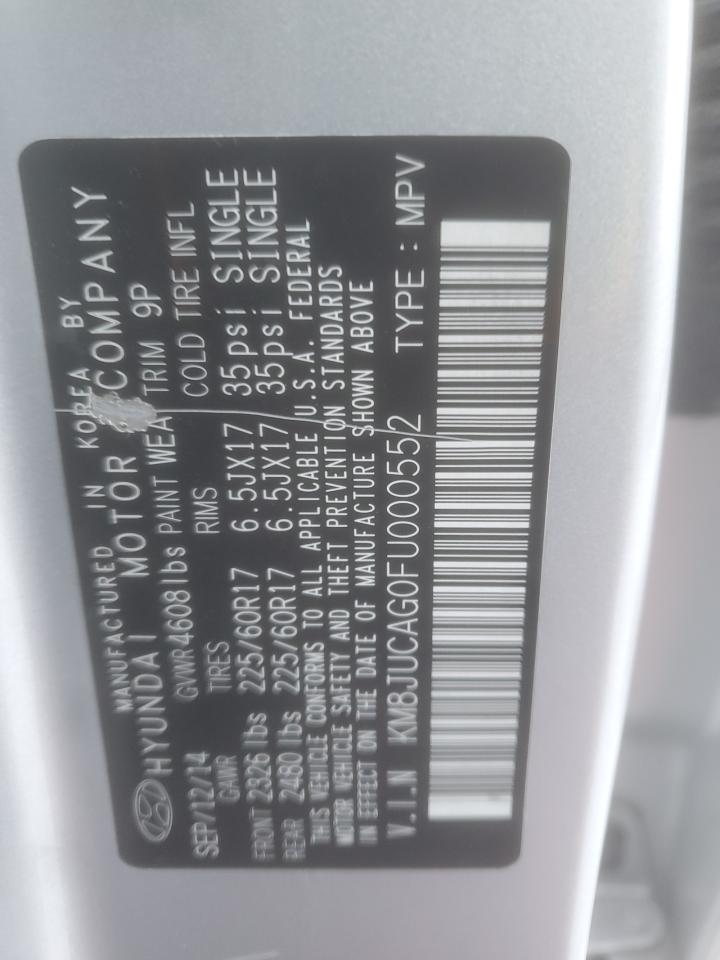 MANUFACTURED IN KOREA BY
HYUNDAI MOTOR COMPANY
SEP/12/14 GVWR 4608lbs PAINT WEA TRIM 9P
GAWR TIRES RIMS COLD TIRE INFL
FRONT 2326 lbs 225/60R17 6.5JX17 35psi SINGLE
REAR 2480 lbs 225/60R17 6.5JX17 35psi SINGLE
THIS VEHICLE CONFORMS TO ALL APPLICABLE U.S.A. FEDERAL
MOTOR VEHICLE SAFETY AND THEFT PREVENTION STANDARDS
IN EFFECT ON THE DATE OF MANUFACTURE SHOWN ABOVE
V.I.N KM8JUCAG0FU000552 TYPE : MPV